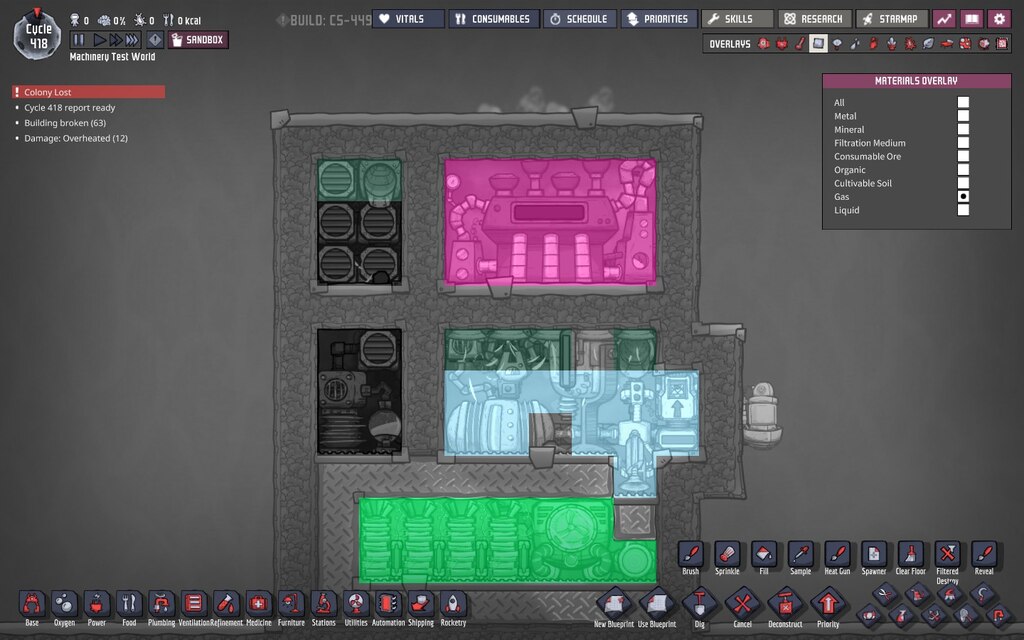 Cycle
418
0
0%
0
0 kcal
BUILD: CS-449
VITALS
CONSUMABLES
SCHEDULE
PRIORITIES
SKILLS
RESEARCH
STARMAP
SANDBOX
Machinery Test World
OVERLAYS
! Colony Lost
• Cycle 418 report ready
• Building broken (63)
• Damage: Overheated (12)
MATERIALS OVERLAY
All
Metal
Mineral
Filtration Medium
Consumable Ore
Organic
Cultivable Soil
Gas
Liquid
Brush
Sprinkle
Fill
Sample
Heat Gun
Spawner
Clear Floor
Filtered
Destroy
Reveal
Base
Oxygen
Power
Food
Plumbing
Ventilation
Refinement
Medicine
Furniture
Stations
Utilities
Automation
Shipping
Rocketry
New Blueprint
Use Blueprint
Dig
Cancel
Deconstruct
Priority